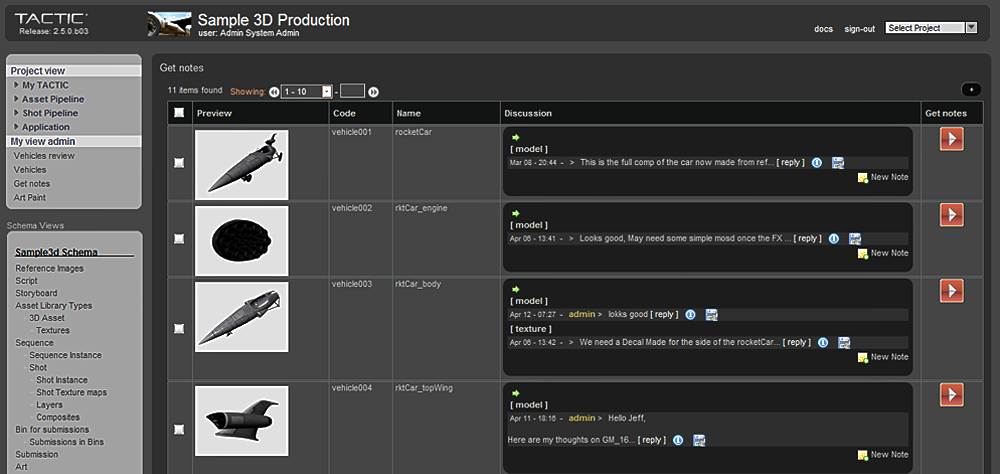 TACTIC
Release: 2.5.0.b03
Sample 3D Production
user: Admin System Admin
docs
sign-out
Select Project
Project view
My TACTIC
Asset Pipeline
Shot Pipeline
Application
My view admin
Vehicles review
Vehicles
Get notes
Art Paint
Schema Views
Sample3d Schema
Reference Images
Script
Storyboard
Asset Library Types
3D Asset
Textures
Sequence
Sequence Instance
Shot
Shot Instance
Shot Texture maps
Layers
Composites
Bin for submissions
Submissions in Bins
Submission
Art
Get notes
11 items found Showing: 1 - 10 -
Preview Code Name Discussion Get notes
vehicle001 rocketCar
[ model ]
Mar 08 - 20:44 - > This is the full comp of the car now made from ref... [ reply ]
New Note
vehicle002 rktCar_engine
[ model ]
Apr 06 - 13:41 - > Looks good, May need some simple mosd once the FX ... [ reply ]
New Note
vehicle003 rktCar_body
[ model ]
Apr 12 - 07:27 - admin > lokks good [ reply ]
[ texture ]
Apr 06 - 13:42 - > We need a Decal Made for the side of the rocketCar... [ reply ]
New Note
vehicle004 rktCar_topWing
[ model ]
Apr 11 - 18:16 - admin > Hello Jeff,
Here are my thoughts on GM_16... [ reply ]
New Note